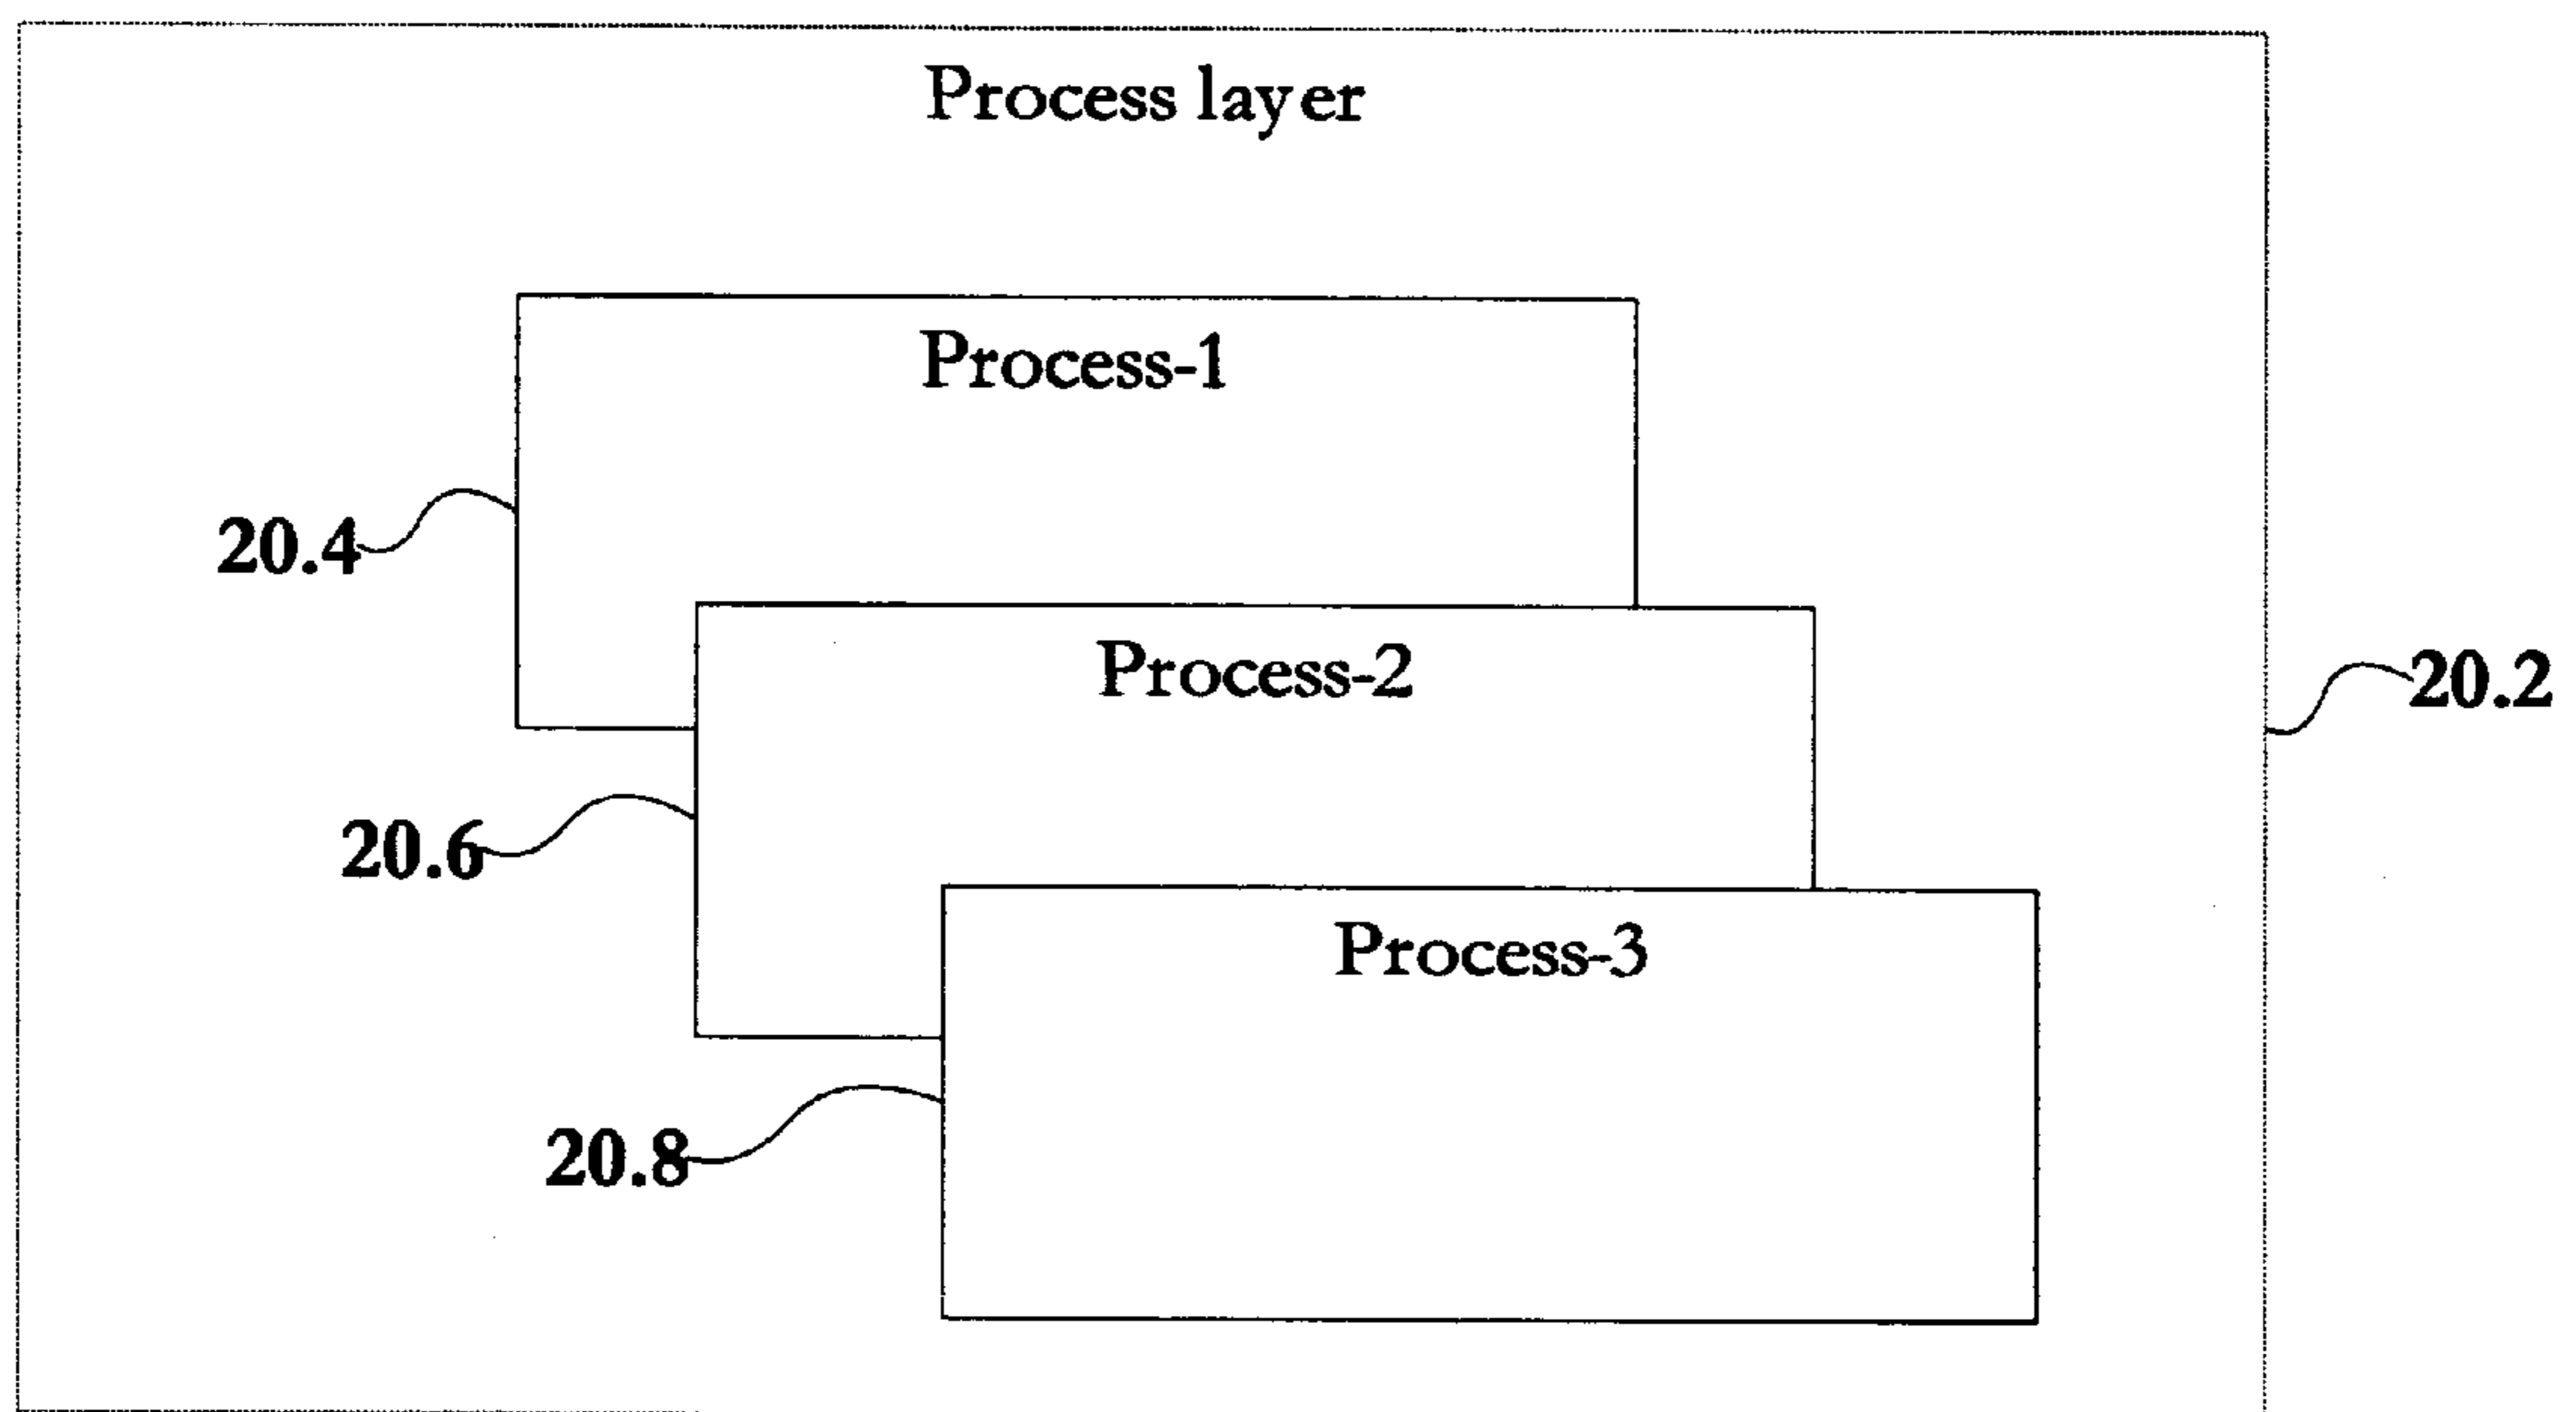 Process layer
Process-1
20.4
Process-2
20.2
20.6
Process-3
20.8